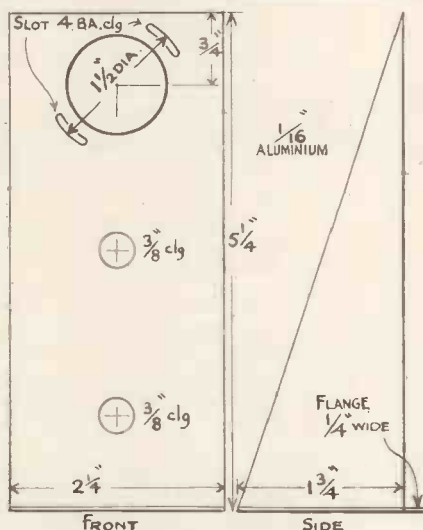 SLOT 4 BA.clg
3/4"
1 1/2" DIA.
1/16"
ALUMINIUM
3/8" clg
5 1/4"
3/8" clg
FLANGE
1/4" WIDE
2 1/4"
1 3/4"
FRONT
SIDE